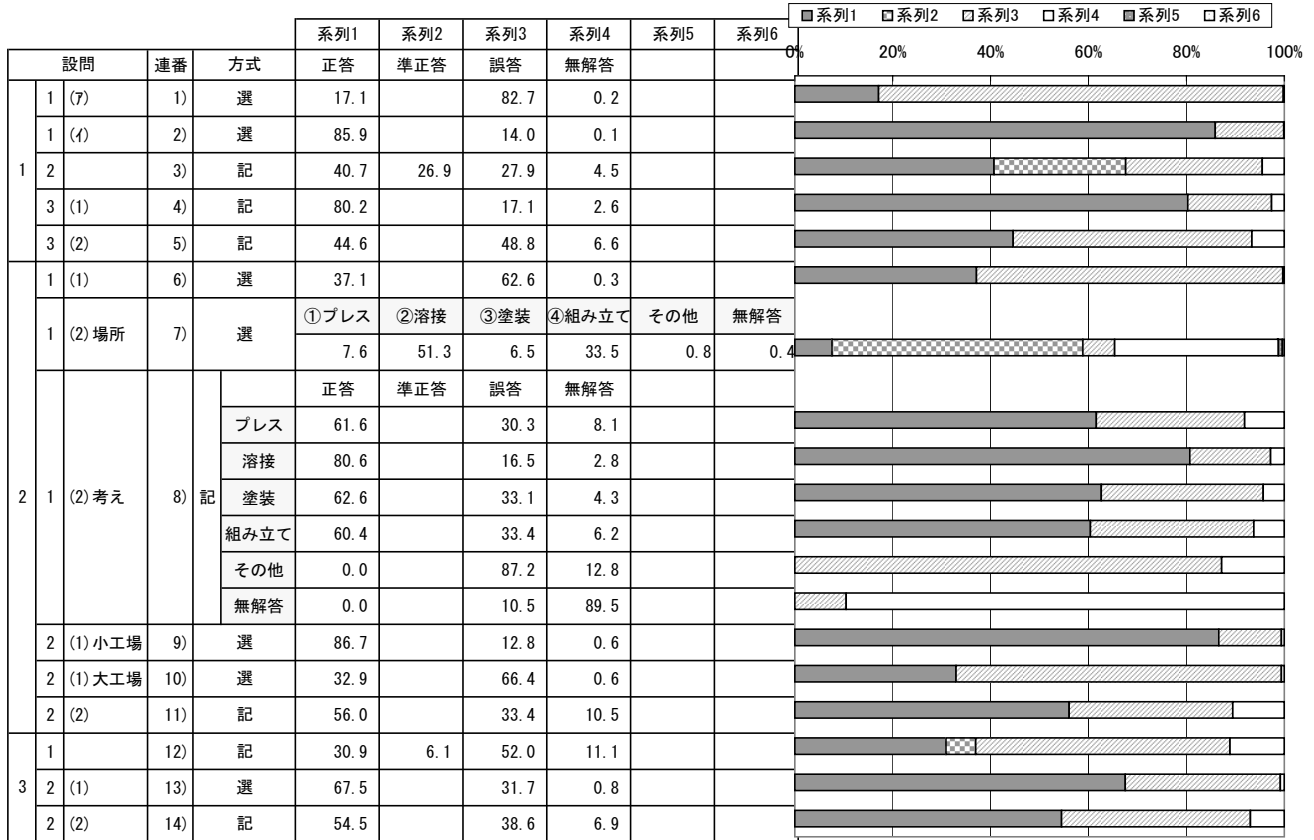 系列1 系列2 系列3 系列4 系列5 系列6
系列1 系列2 系列3 系列4 系列5 系列6
0% 20% 40% 60% 80% 100%
設問 連番 方式 正答 準正答 誤答 無解答
1 1 (ア) 1) 選 17.1 82.7 0.2
1 (イ) 2) 選 85.9 14.0 0.1
2 3) 記 40.7 26.9 27.9 4.5
3 (1) 4) 記 80.2 17.1 2.6
3 (2) 5) 記 44.6 48.8 6.6
2 1 (1) 6) 選 37.1 62.6 0.3
1 (2)場所 7) 選 ①プレス ②溶接 ③塗装 ④組み立て その他 無解答
7.6 51.3 6.5 33.5 0.8 0.4
1 (2)考え 8) 記 正答 準正答 誤答 無解答
プレス 61.6 30.3 8.1
溶接 80.6 16.5 2.8
塗装 62.6 33.1 4.3
組み立て 60.4 33.4 6.2
その他 0.0 87.2 12.8
無解答 0.0 10.5 89.5
2 (1)小工場 9) 選 86.7 12.8 0.6
2 (1)大工場 10) 選 32.9 66.4 0.6
2 (2) 11) 記 56.0 33.4 10.5
3 1 12) 記 30.9 6.1 52.0 11.1
2 (1) 13) 選 67.5 31.7 0.8
2 (2) 14) 記 54.5 38.6 6.9